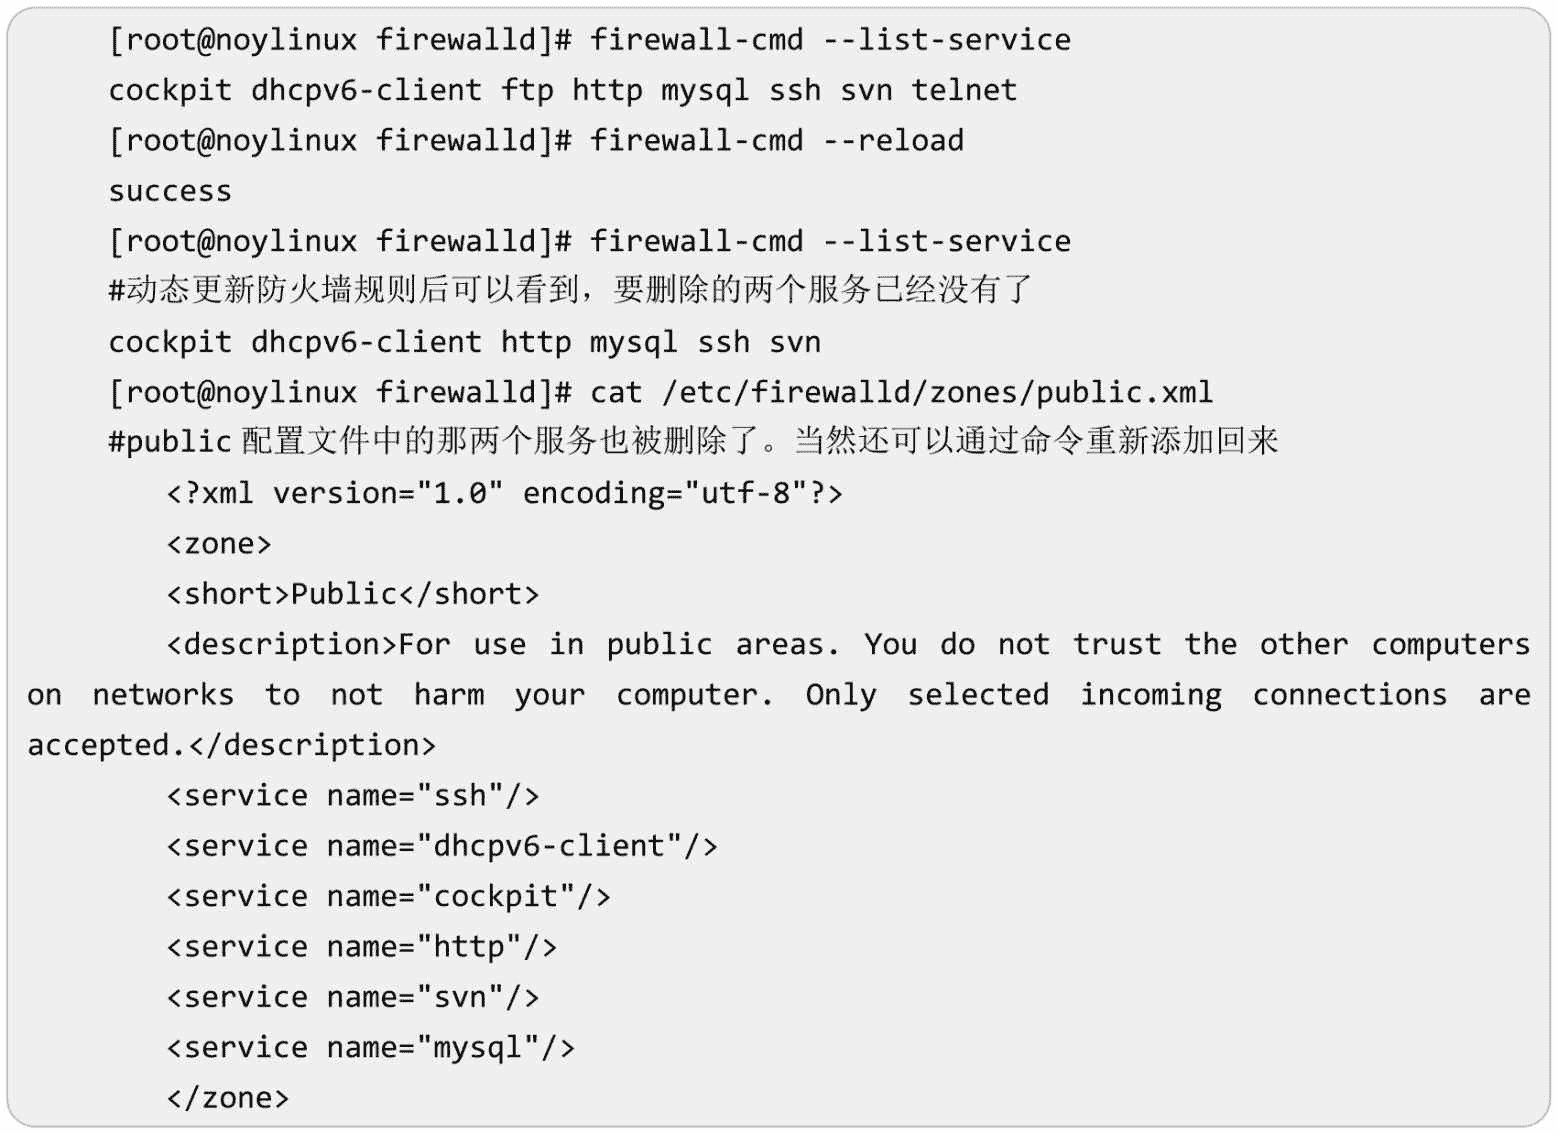 [root@noylinux firewalld]# firewall-cmd --list-service
cockpit dhcpv6-client ftp http mysql ssh svn telnet
[root@noylinux firewalld]# firewall-cmd --reload
success
[root@noylinux firewalld]# firewall-cmd --list-service
#动态更新防火墙规则后可以看到，要删除的两个服务已经没有了
cockpit dhcpv6-client http mysql ssh svn
[root@noylinux firewalld]# cat /etc/firewalld/zones/public.xml
#public 配置文件中的那两个服务也被删除了。当然还可以通过命令重新添加回来
<?xml version="1.0" encoding="utf-8"?>
<zone>
<short>Public</short>
<description>For use in public areas. You do not trust the other computers
on networks to not harm your computer. Only selected incoming connections are
accepted.</description>
<service name="ssh"/>
<service name="dhcpv6-client"/>
<service name="cockpit"/>
<service name="http"/>
<service name="svn"/>
<service name="mysql"/>
</zone>